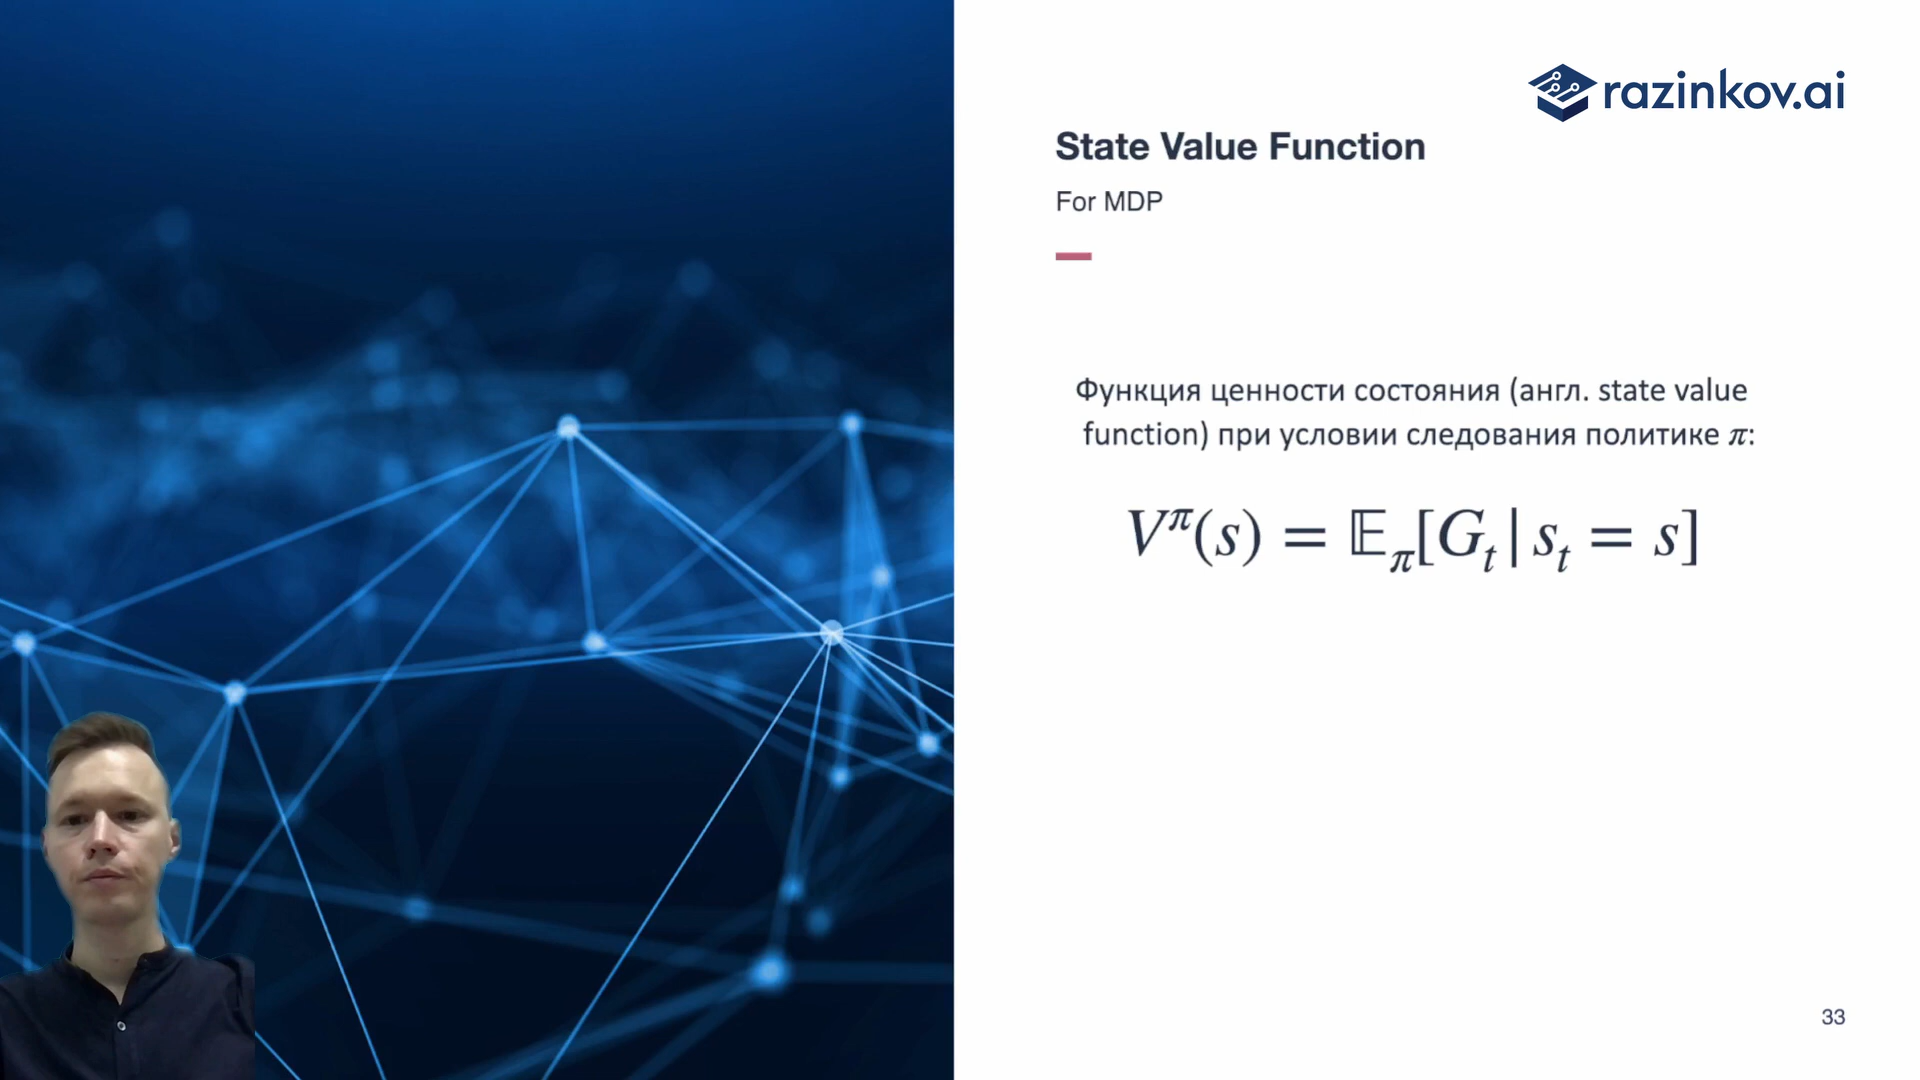 razinkov.ai
State Value Function
For MDP
Функция ценности состояния (англ. state value
function) при условии следования политике π:
V^π(s) = 𝔼_π[G_t | s_t = s]
33